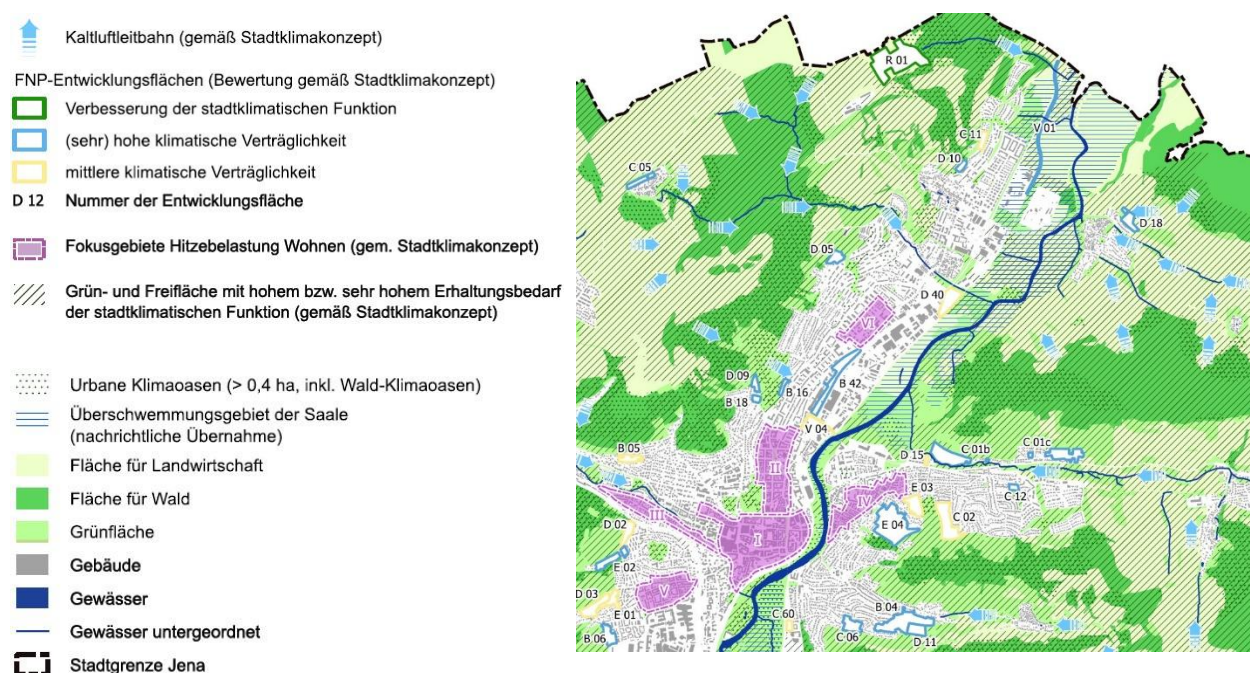 Kaltluftleitbahn (gemäß Stadtklimakonzept)
FNP-Entwicklungsflächen (Bewertung gemäß Stadtklimakonzept)
Verbesserung der stadtklimatischen Funktion
(sehr) hohe klimatische Verträglichkeit
mittlere klimatische Verträglichkeit
D 12 Nummer der Entwicklungsfläche
Fokusgebiete Hitzebelastung Wohnen (gem. Stadtklimakonzept)
Grün- und Freifläche mit hohem bzw. sehr hohem Erhaltungsbedarf
der stadtklimatischen Funktion (gemäß Stadtklimakonzept)
Urbane Klimaoasen (> 0,4 ha, inkl. Wald-Klimaoasen)
Überschwemmungsgebiet der Saale
(nachrichtliche Übernahme)
Fläche für Landwirtschaft
Fläche für Wald
Grünfläche
Gebäude
Gewässer
Gewässer untergeordnet
Stadtgrenze Jena
R 01
V 01
C 11
D 10
C 05
D 18
D 05
D 40
VI
D 09
B 18
B 16
B 42
V 04
B 05
D 15
C 01b
C 01c
II
E 03
IV
C 12
III
D 02
I
E 04
C 02
E 02
V
D 03
E 01
B 06
C 60
C 06
B 04
D 11